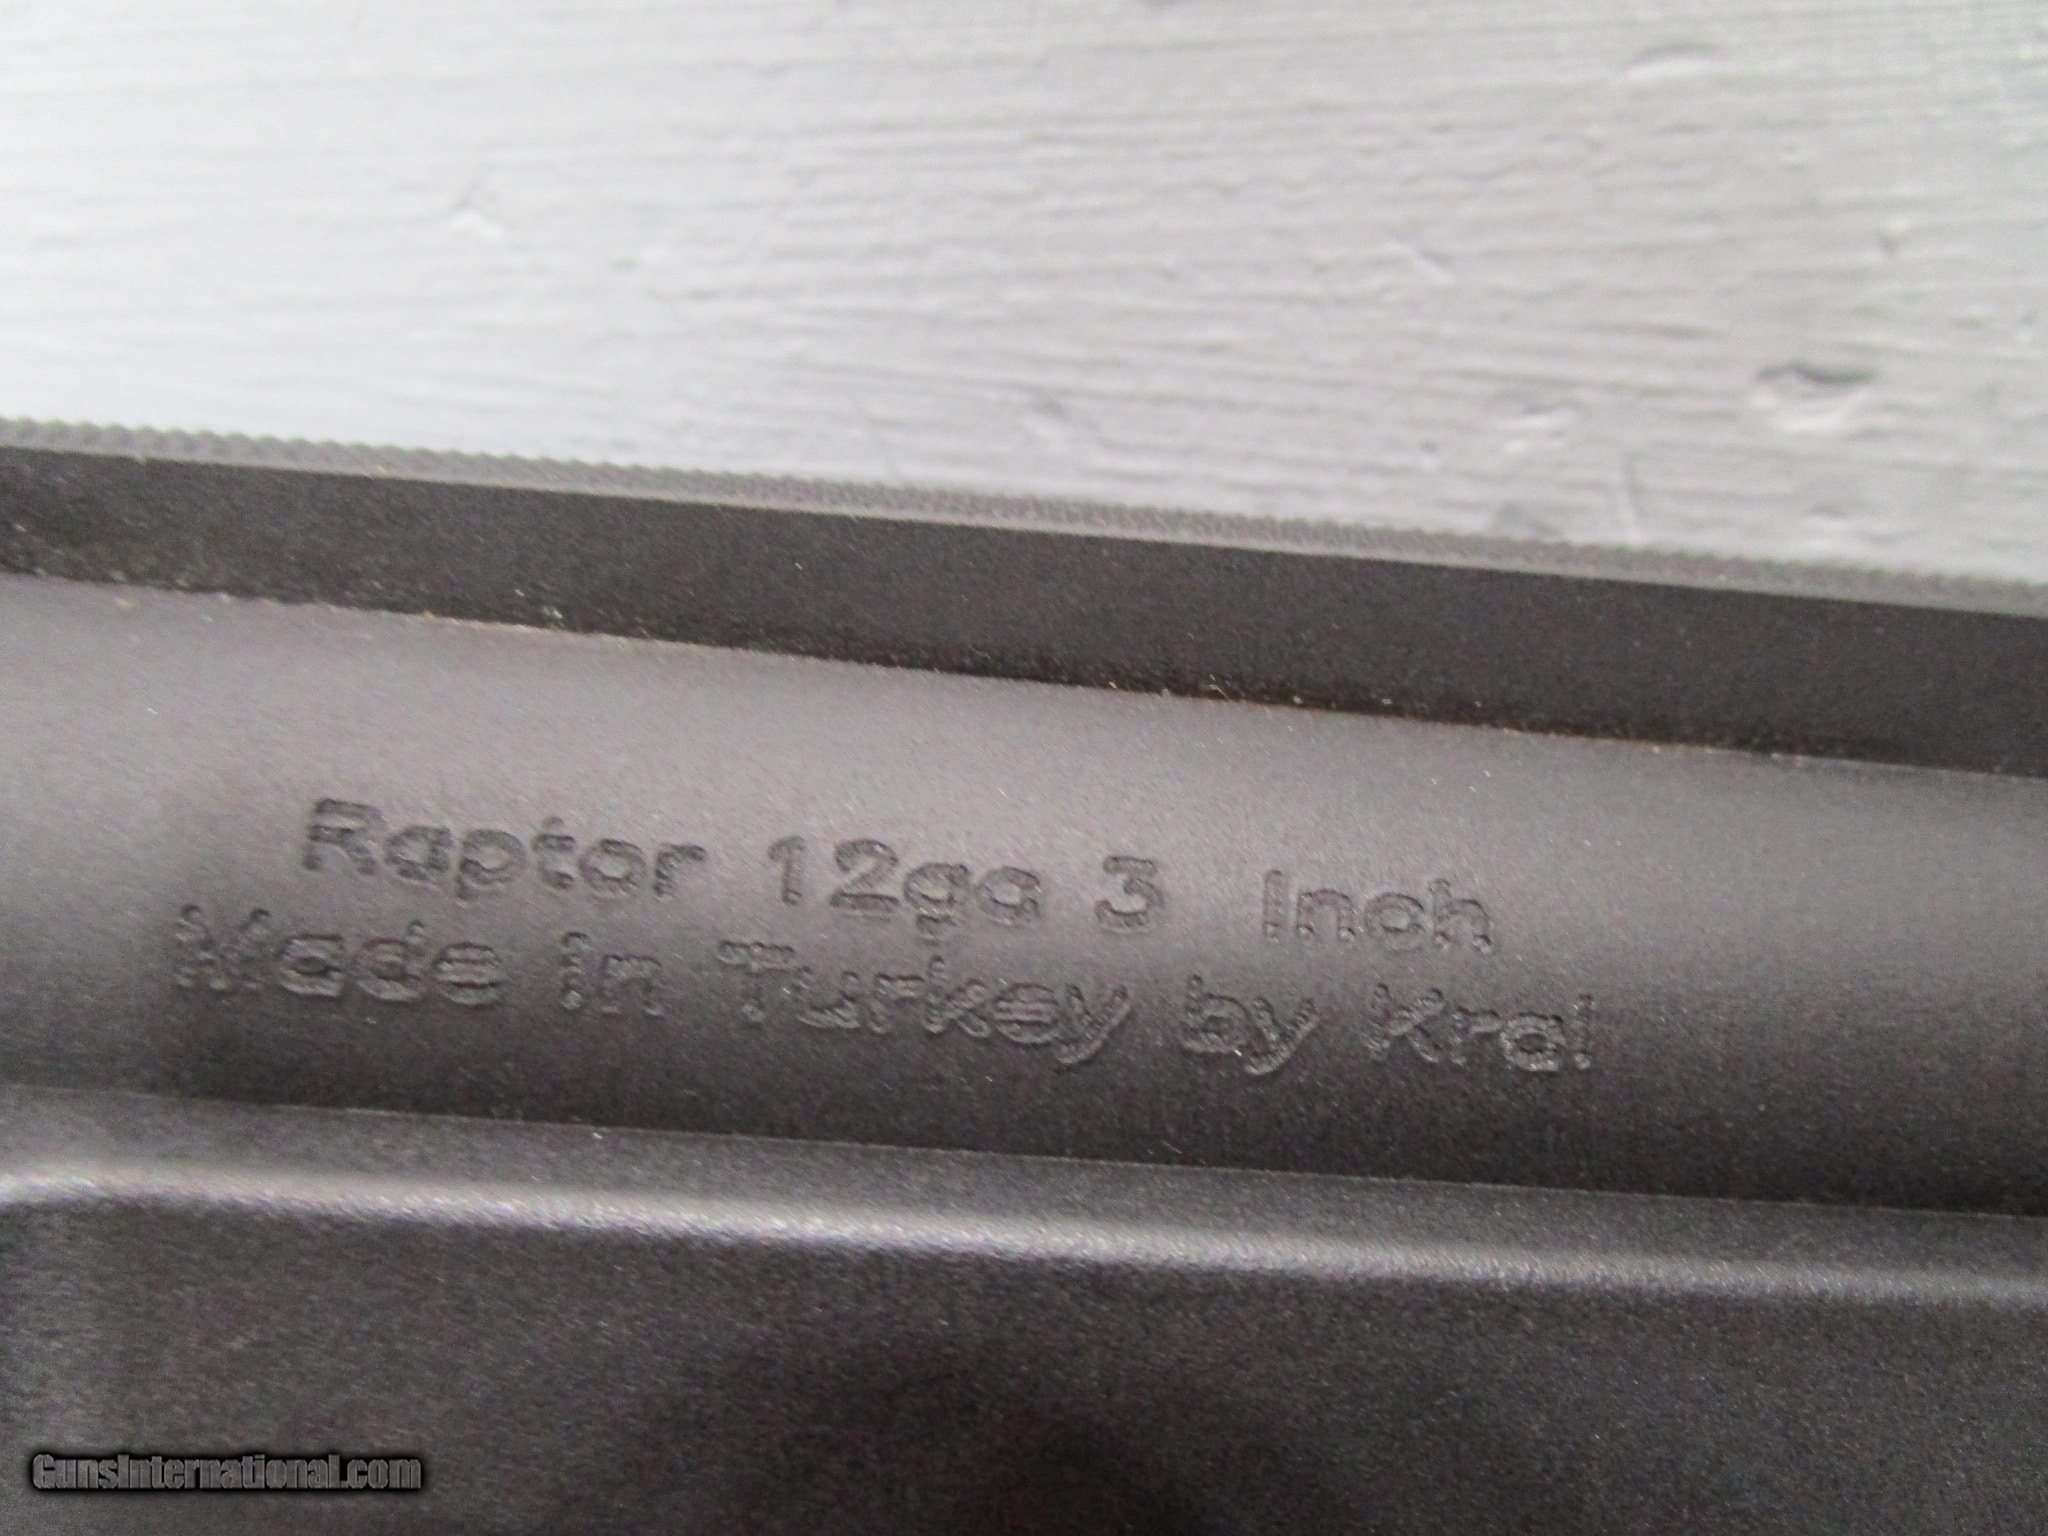 Raptor 12ga 3 Inch
Made in Turkey by Kral
GunsInternational.com